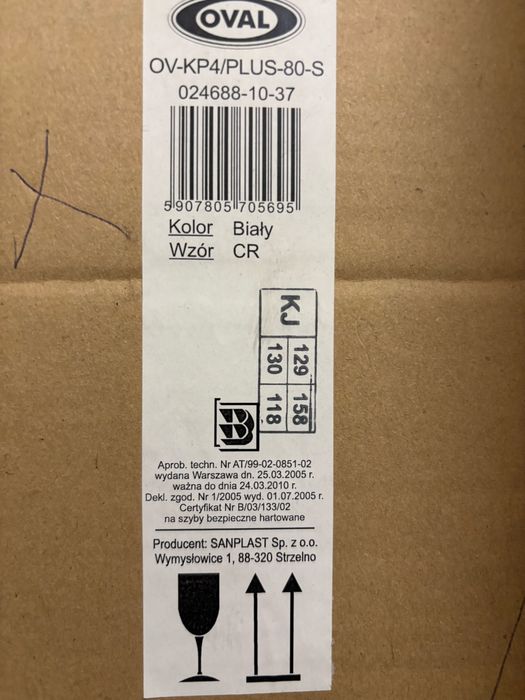 OVAL
OV-KP4/PLUS-80-S
024688-10-37
5907805705695
Kolor Biały
Wzór CR
KJ
129 158
130 118
B
Aprob. techn. Nr AT/99-02-0851-02
wydana Warszawa dn. 25.03.2005 r.
ważna do dnia 24.03.2010 r.
Dekl. zgod. Nr 1/2005 wyd. 01.07.2005 r.
Certyfikat Nr B/03/133/02
na szyby bezpieczne hartowane
Producent: SANPLAST Sp. z o.o.
Wymysłowice 1, 88-320 Strzelno